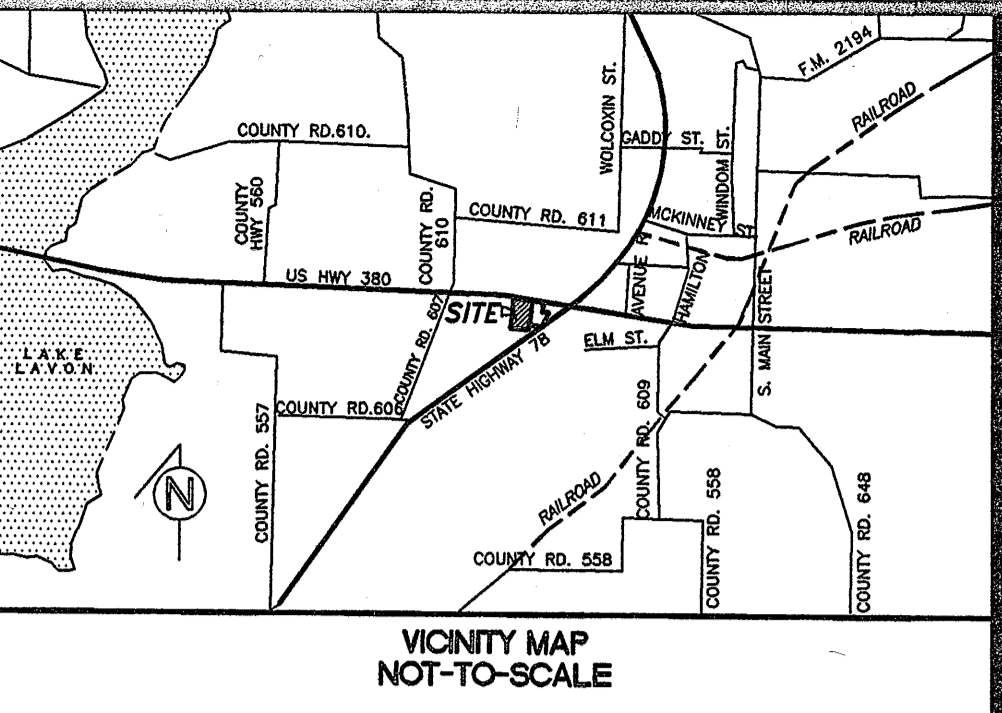 F.M. 2194
RAILROAD
WOLCOXIN ST.
COUNTY RD.610.
GADDY ST.
WINDOM ST.
COUNTY
HWY 560
COUNTY RD.
610
COUNTY RD. 611
MCKINNEY ST.
RAILROAD
AVENUE
HAMILTON
US HWY 380
COUNTY RD. 607
SITE
STATE HIGHWAY 78
ELM ST.
S. MAIN STREET
LAKE
LAVON
COUNTY RD.606
COUNTY RD. 557
N
COUNTY RD. 609
RAILROAD
COUNTY RD. 558
COUNTY RD. 558
COUNTY RD. 648
VICINITY MAP
NOT-TO-SCALE